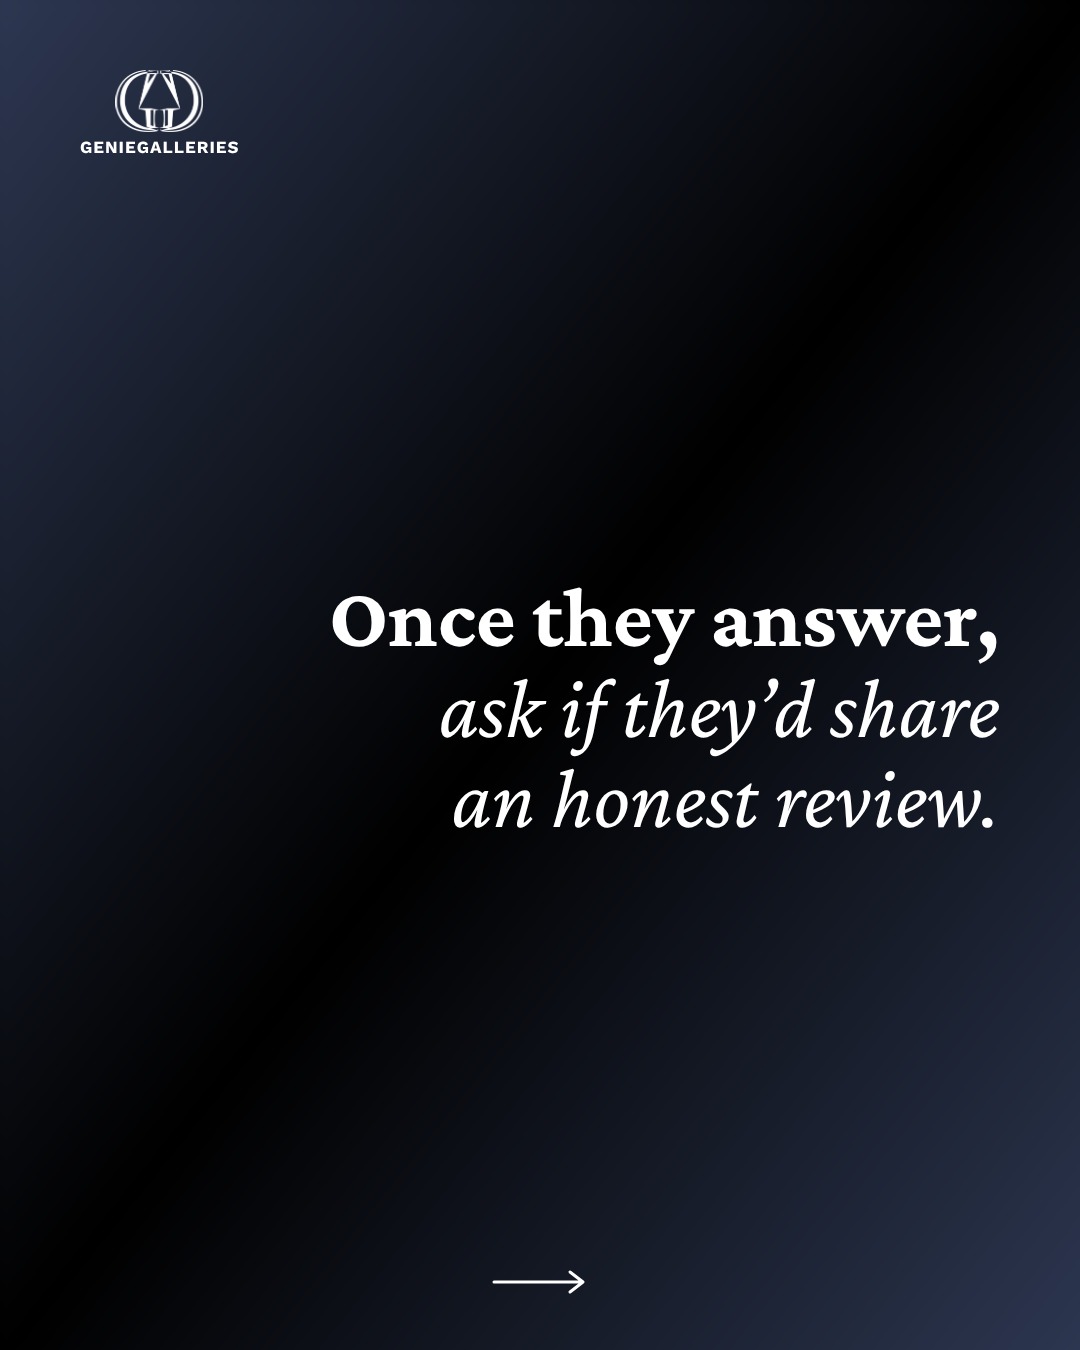 GENIEGALLERIES
Once they answer,
ask if they’d share
an honest review.